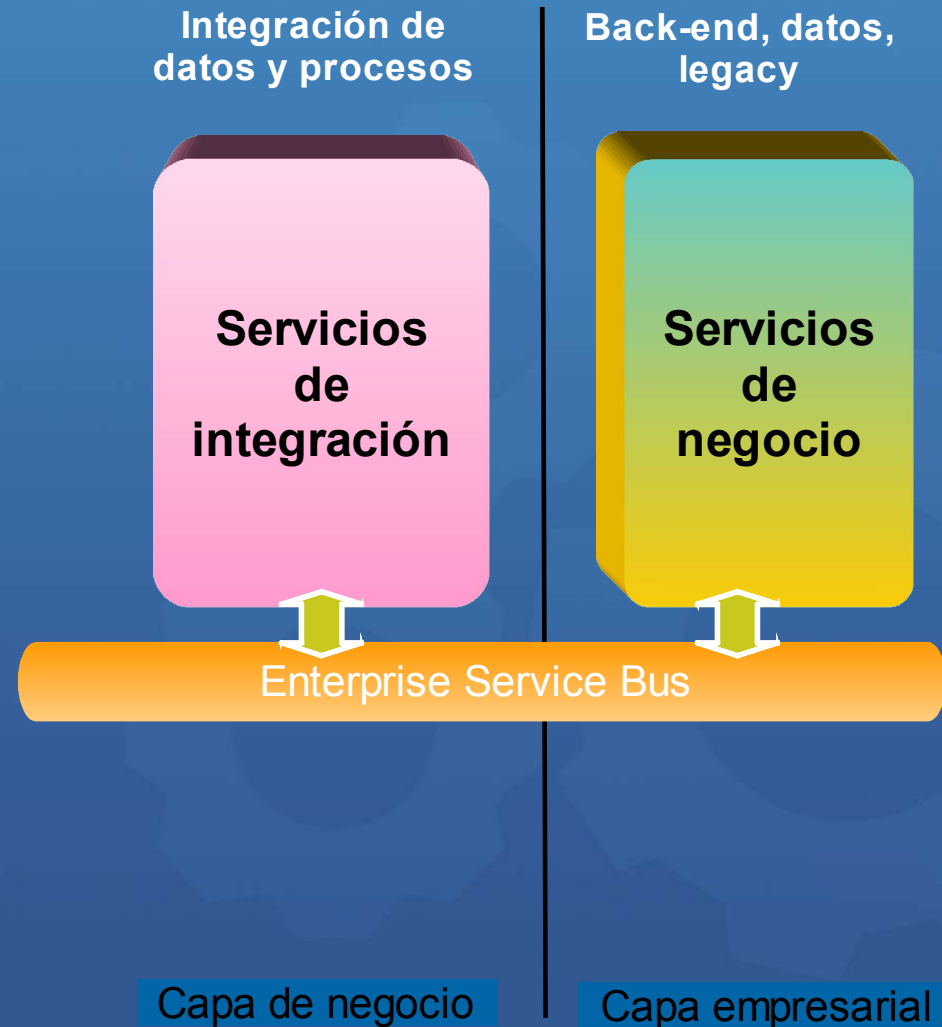 Integración de
datos y procesos
Back-end, datos,
legacy
Servicios
de
integración
Servicios
de
negocio
Enterprise Service Bus
Capa de negocio
Capa empresarial